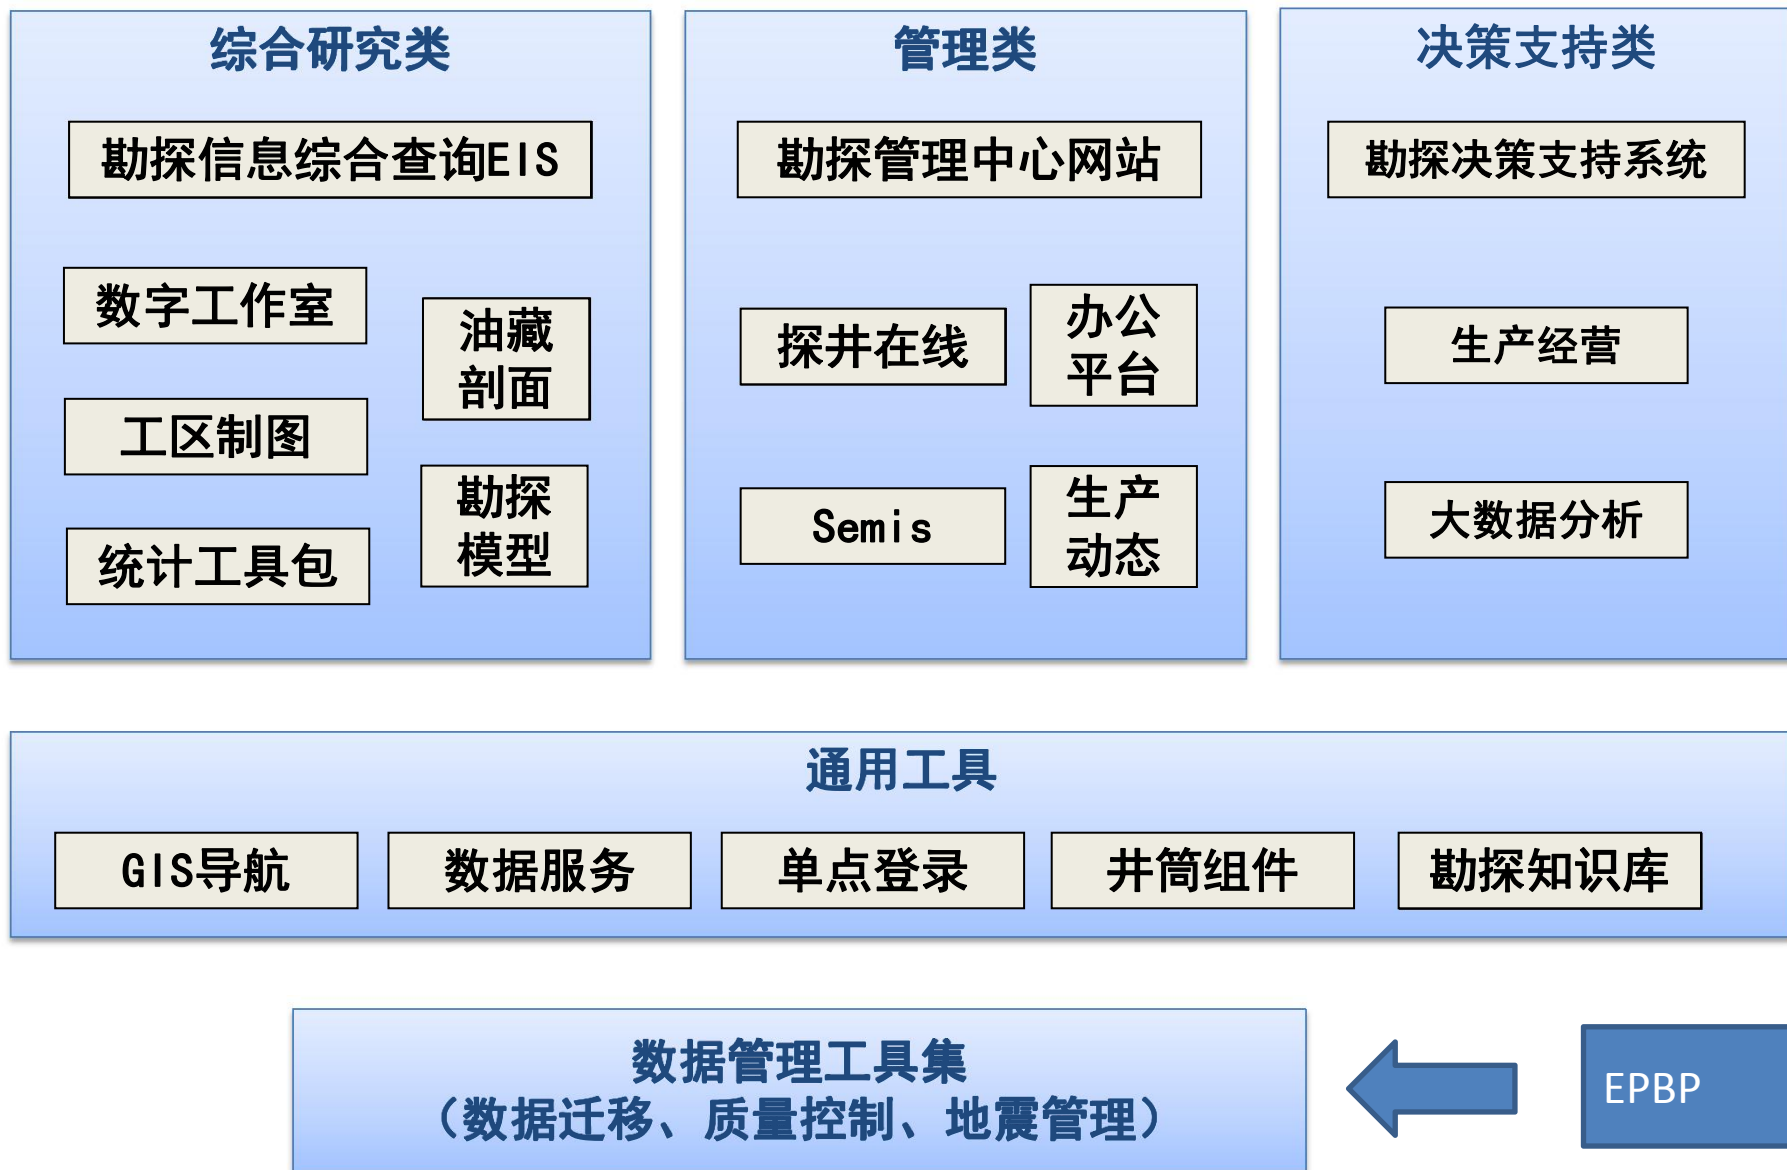 综合研究类
勘探信息综合查询EIS
数字工作室
油藏
剖面
工区制图
勘探
模型
统计工具包
管理类
勘探管理中心网站
探井在线
办公
平台
Semis
生产
动态
决策支持类
勘探决策支持系统
生产经营
大数据分析
通用工具
GIS导航
数据服务
单点登录
井筒组件
勘探知识库
数据管理工具集
（数据迁移、质量控制、地震管理）
EPBP